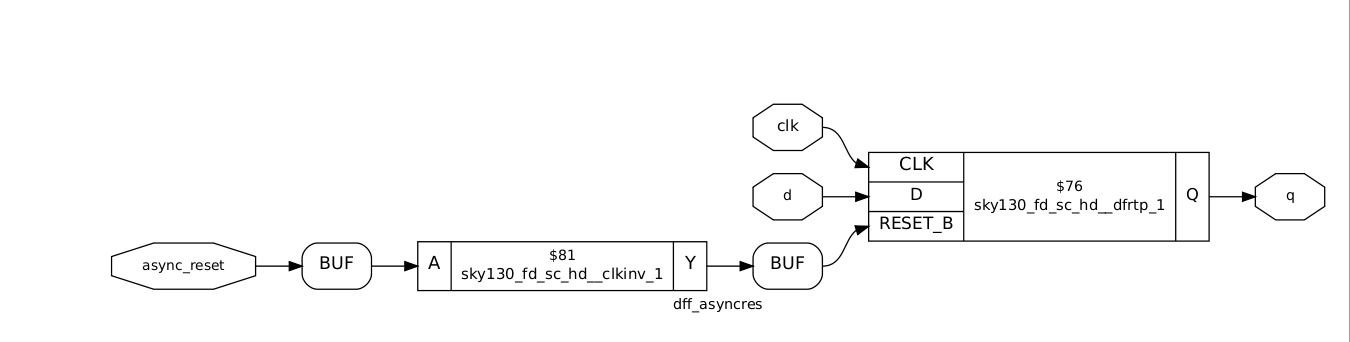 clk
CLK
$76
d
D
sky130_fd_sc_hd__dfrtp_1
Q
q
RESET_B
async_reset
BUF
A
$81
sky130_fd_sc_hd__clkinv_1
Y
BUF
dff_asyncres